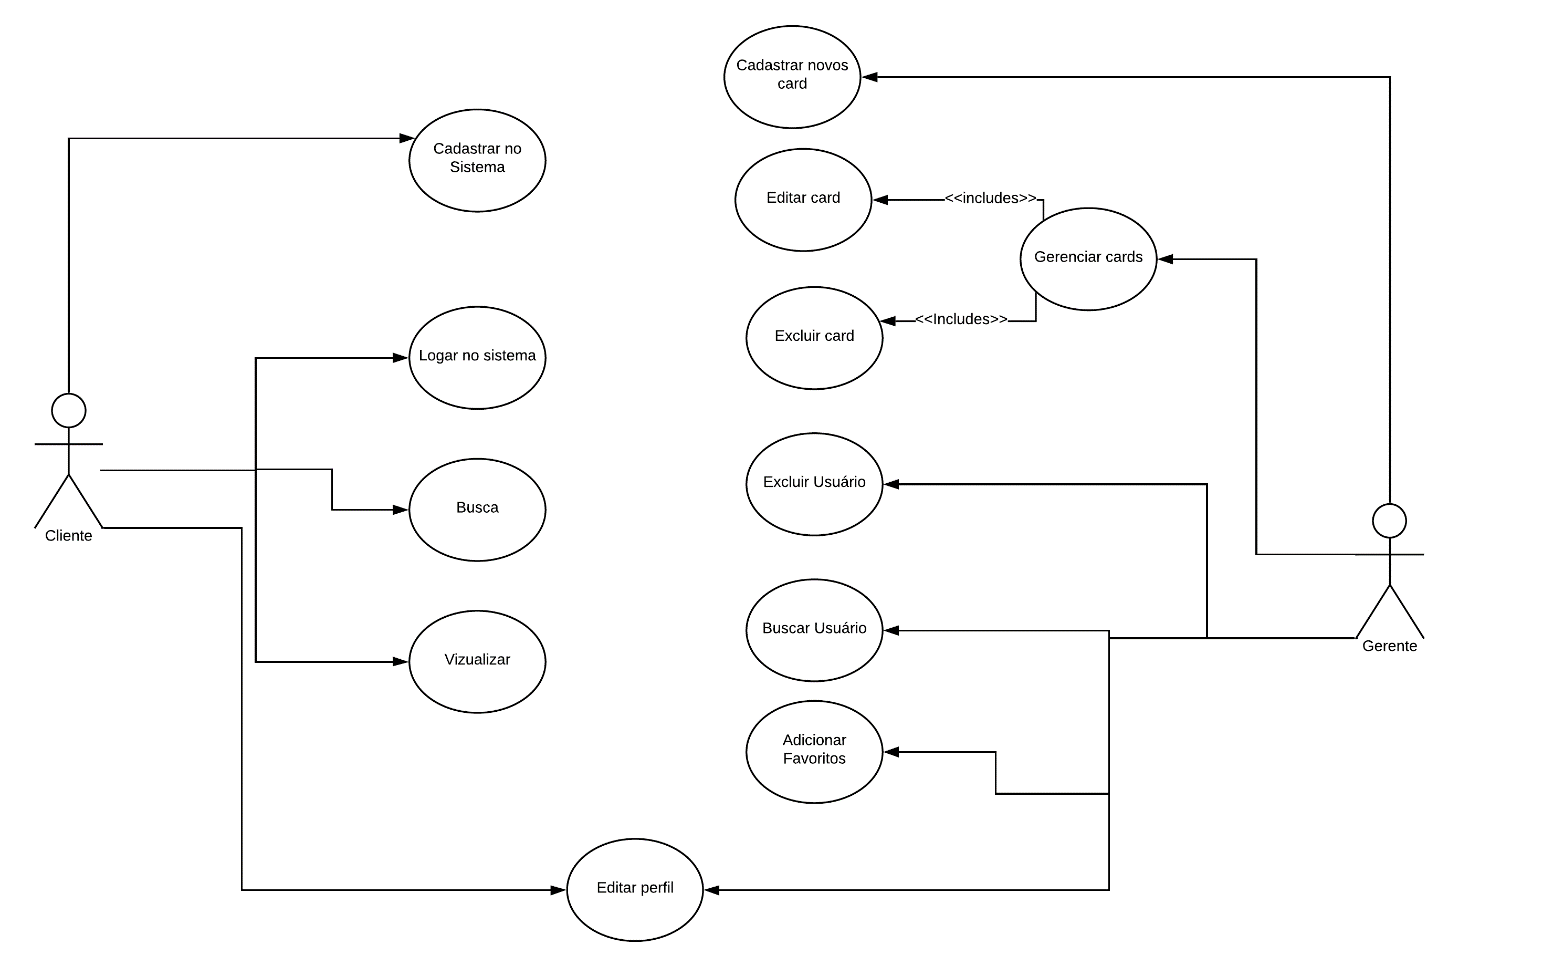 Cadastrar novos
card
Cadastrar no
Sistema
Editar card
<<includes>>
Gerenciar cards
Excluir card
<<Includes>>
Logar no sistema
Excluir Usuário
Busca
Cliente
Buscar Usuário
Gerente
Vizualizar
Adicionar
Favoritos
Editar perfil